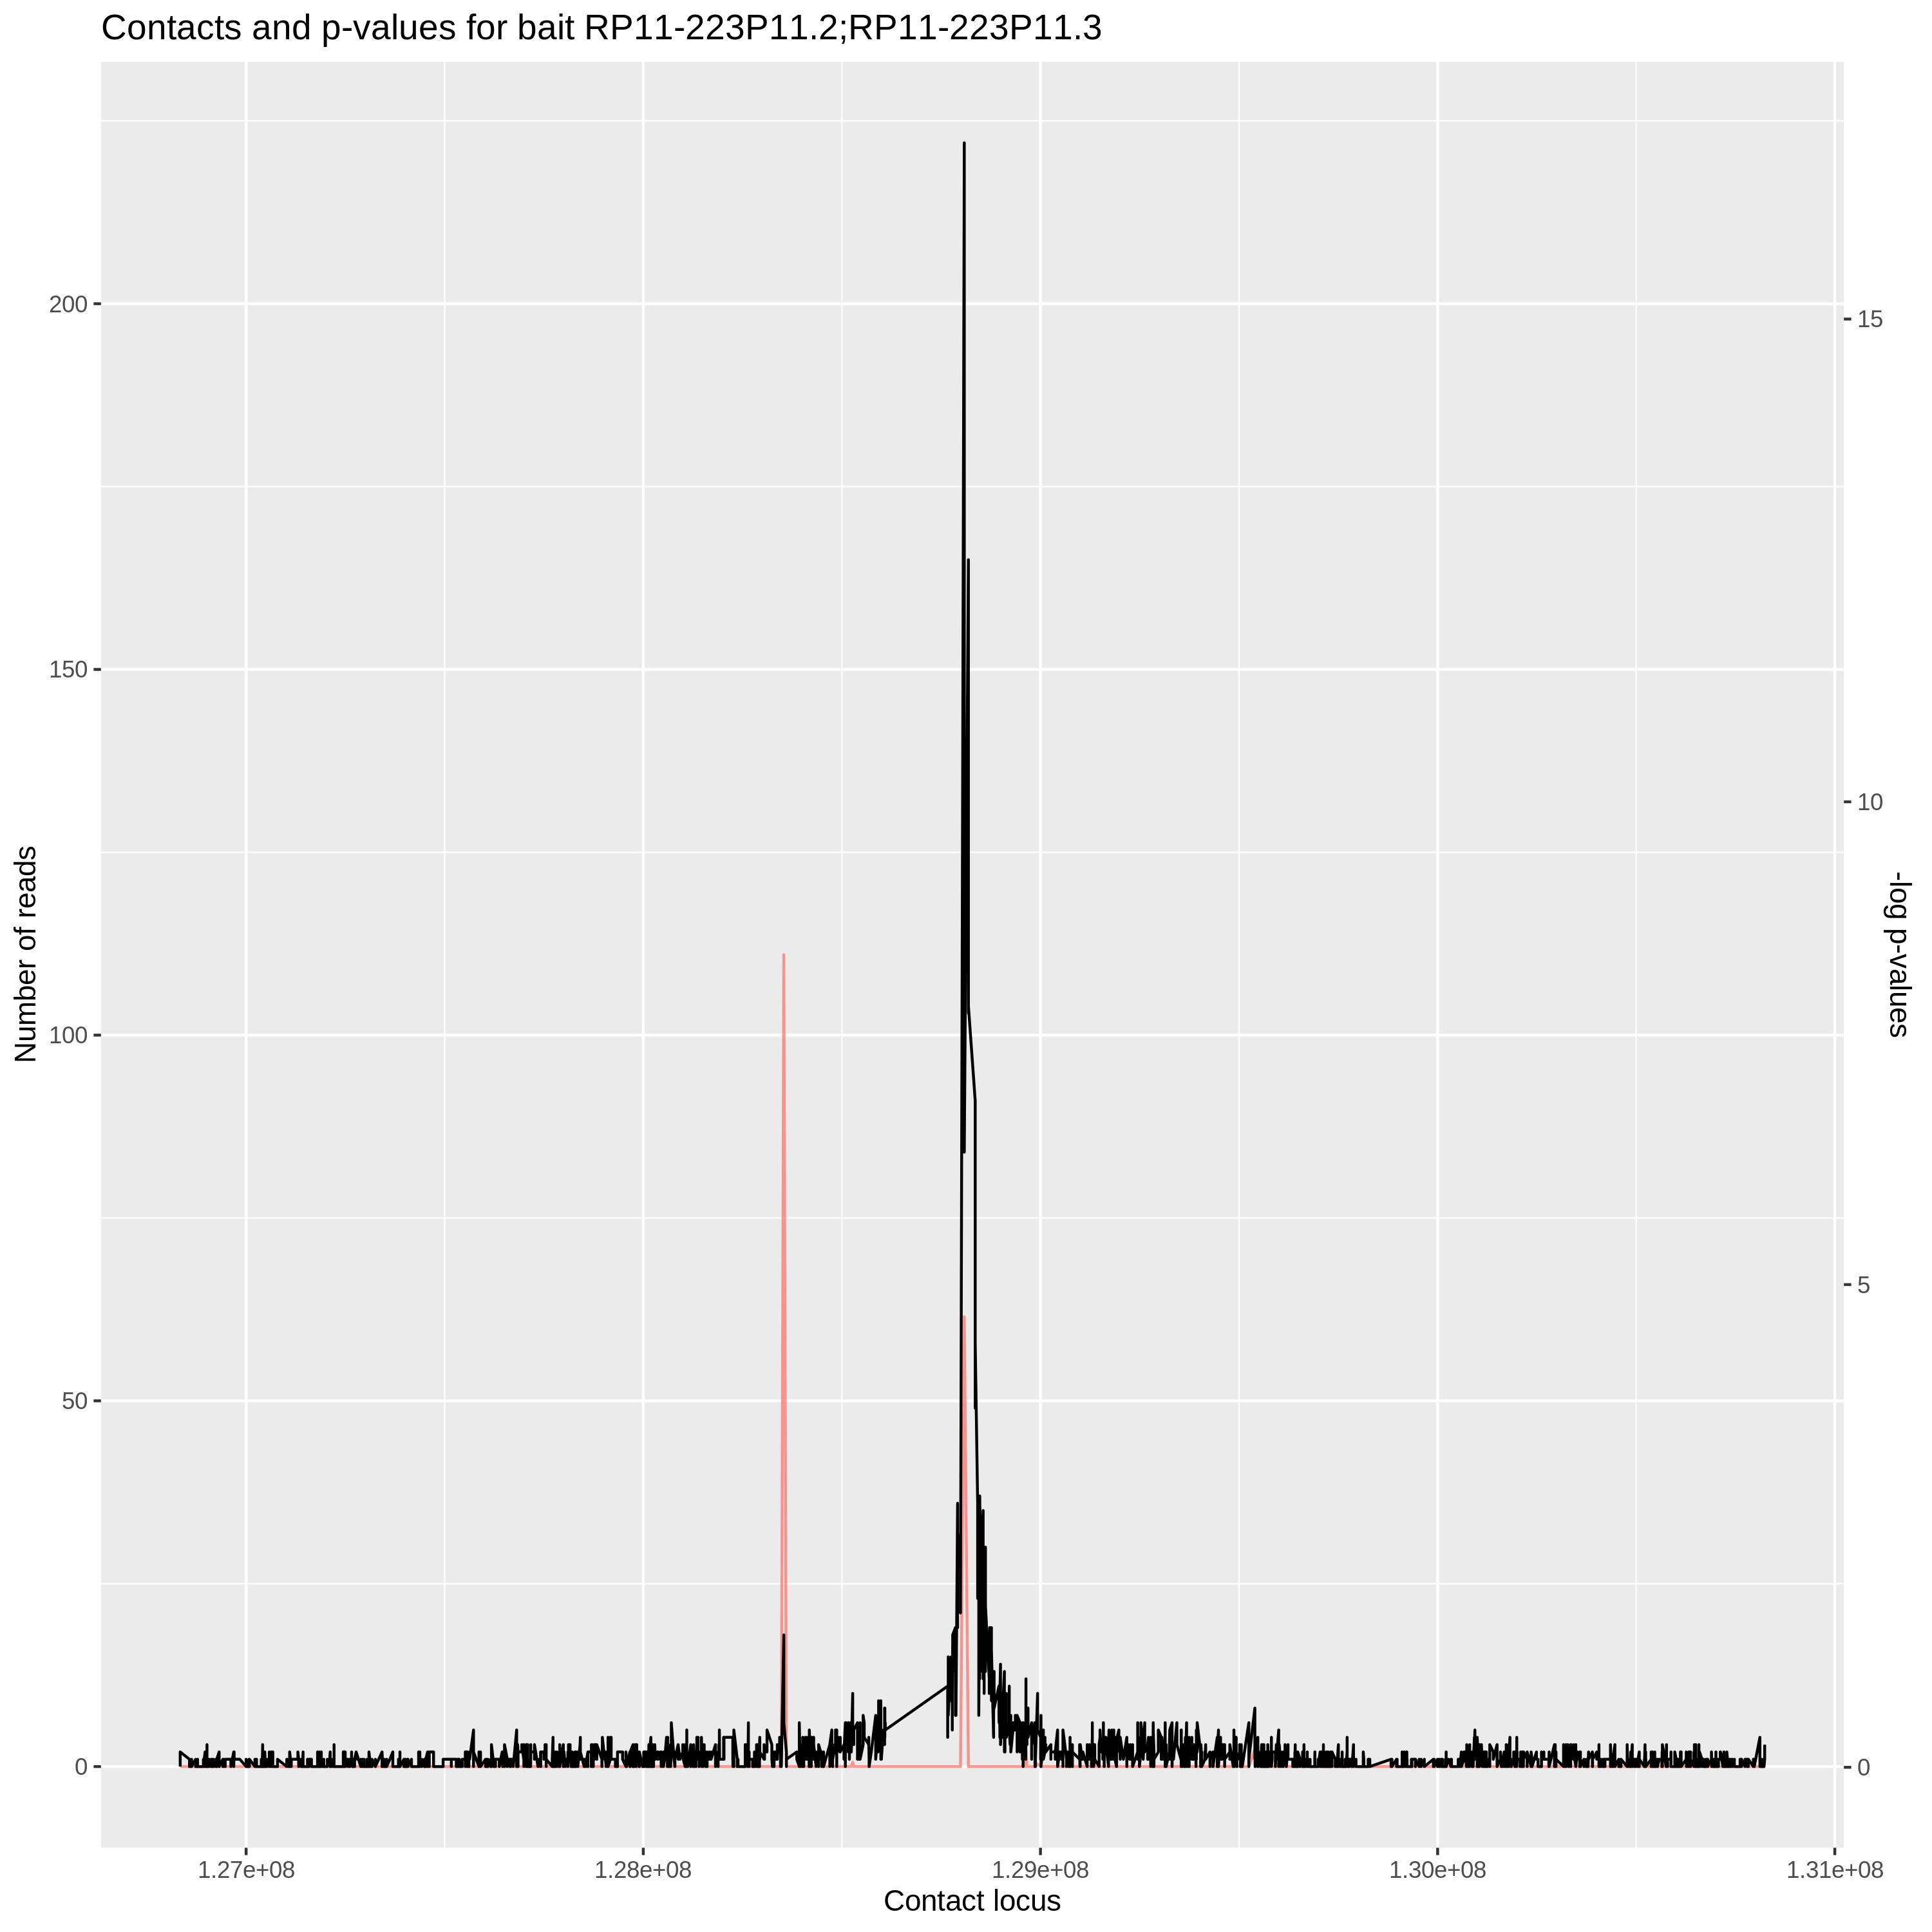 Contacts and p-values for bait RP11-223P11.2;RP11-223P11.3
Number of reads
200
150
100
50
0
15
10
5
0
-log p-values
1.27e+08 1.28e+08 1.29e+08 1.30e+08 1.31e+08
Contact locus